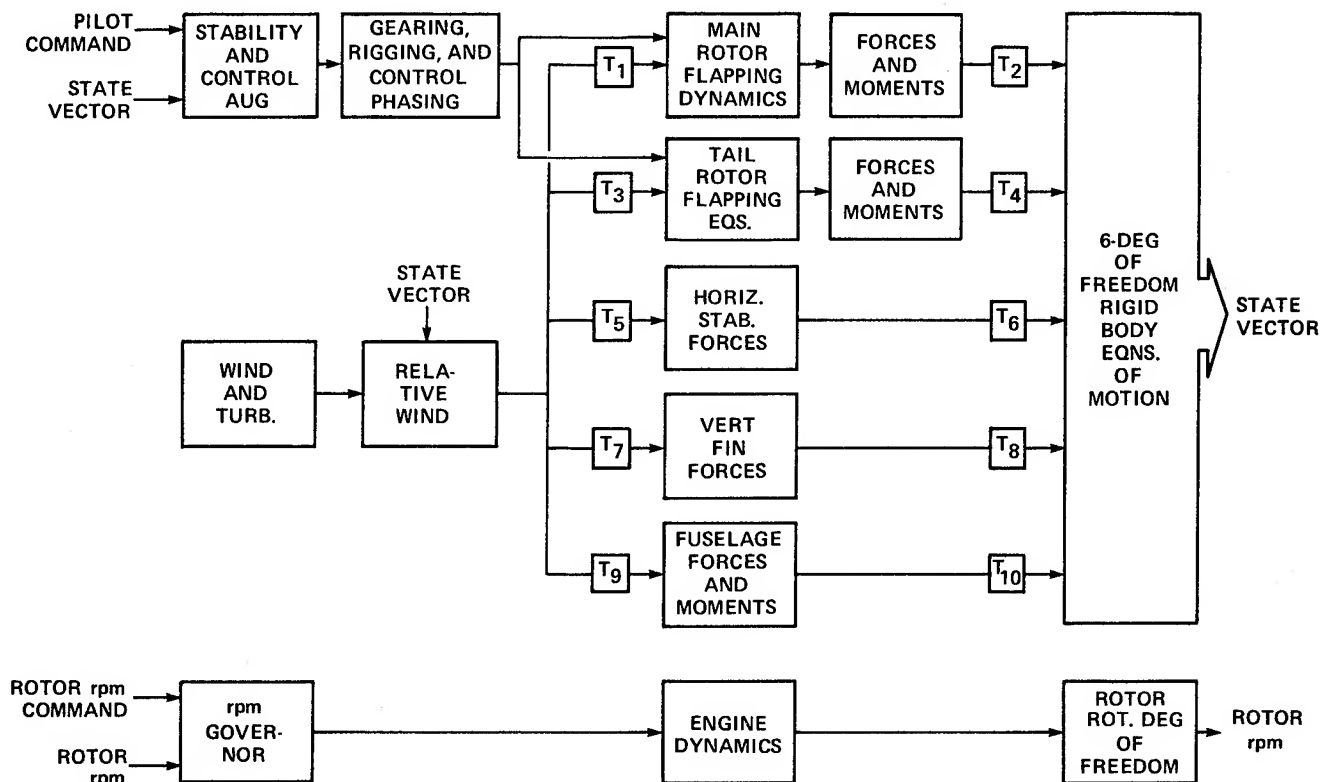 PILOT
COMMAND
STATE
VECTOR
STABILITY
AND
CONTROL
AUG
GEARING,
RIGGING, AND
CONTROL
PHASING
T1
MAIN
ROTOR
FLAPPING
DYNAMICS
FORCES
AND
MOMENTS
T2
T3
TAIL
ROTOR
FLAPPING
EQS.
FORCES
AND
MOMENTS
T4
6-DEG
OF
FREEDOM
RIGID
BODY
EQNS.
OF
MOTION
STATE
VECTOR
STATE
VECTOR
WIND
AND
TURB.
RELA-
TIVE
WIND
T5
HORIZ.
STAB.
FORCES
T6
T7
VERT
FIN
FORCES
T8
T9
FUSELAGE
FORCES
AND
MOMENTS
T10
ROTOR rpm
COMMAND
ROTOR
rpm
rpm
GOVER-
NOR
ENGINE
DYNAMICS
ROTOR
ROT. DEG
OF
FREEDOM
ROTOR
rpm